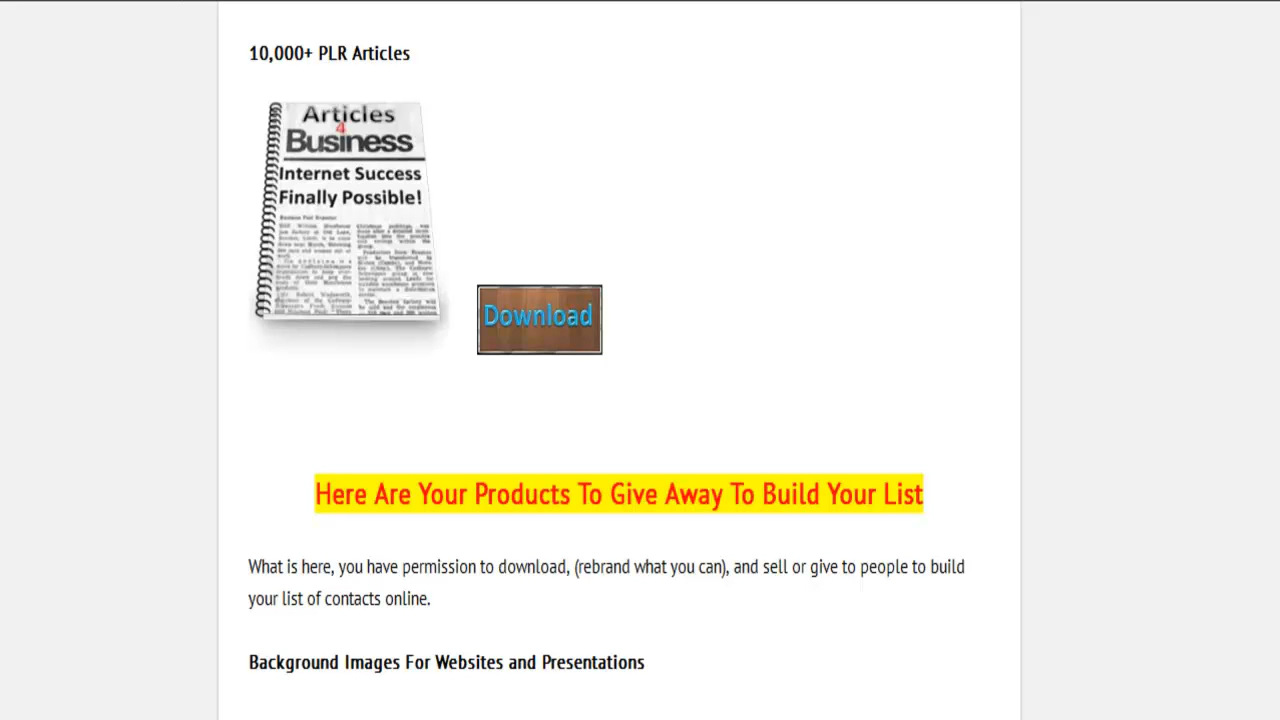 10,000+ PLR Articles
Articles
4
Business
Internet Success
Finally Possible!
Download
Here Are Your Products To Give Away To Build Your List
What is here, you have permission to download, (rebrand what you can), and sell or give to people to build
your list of contacts online.
Background Images For Websites and Presentations